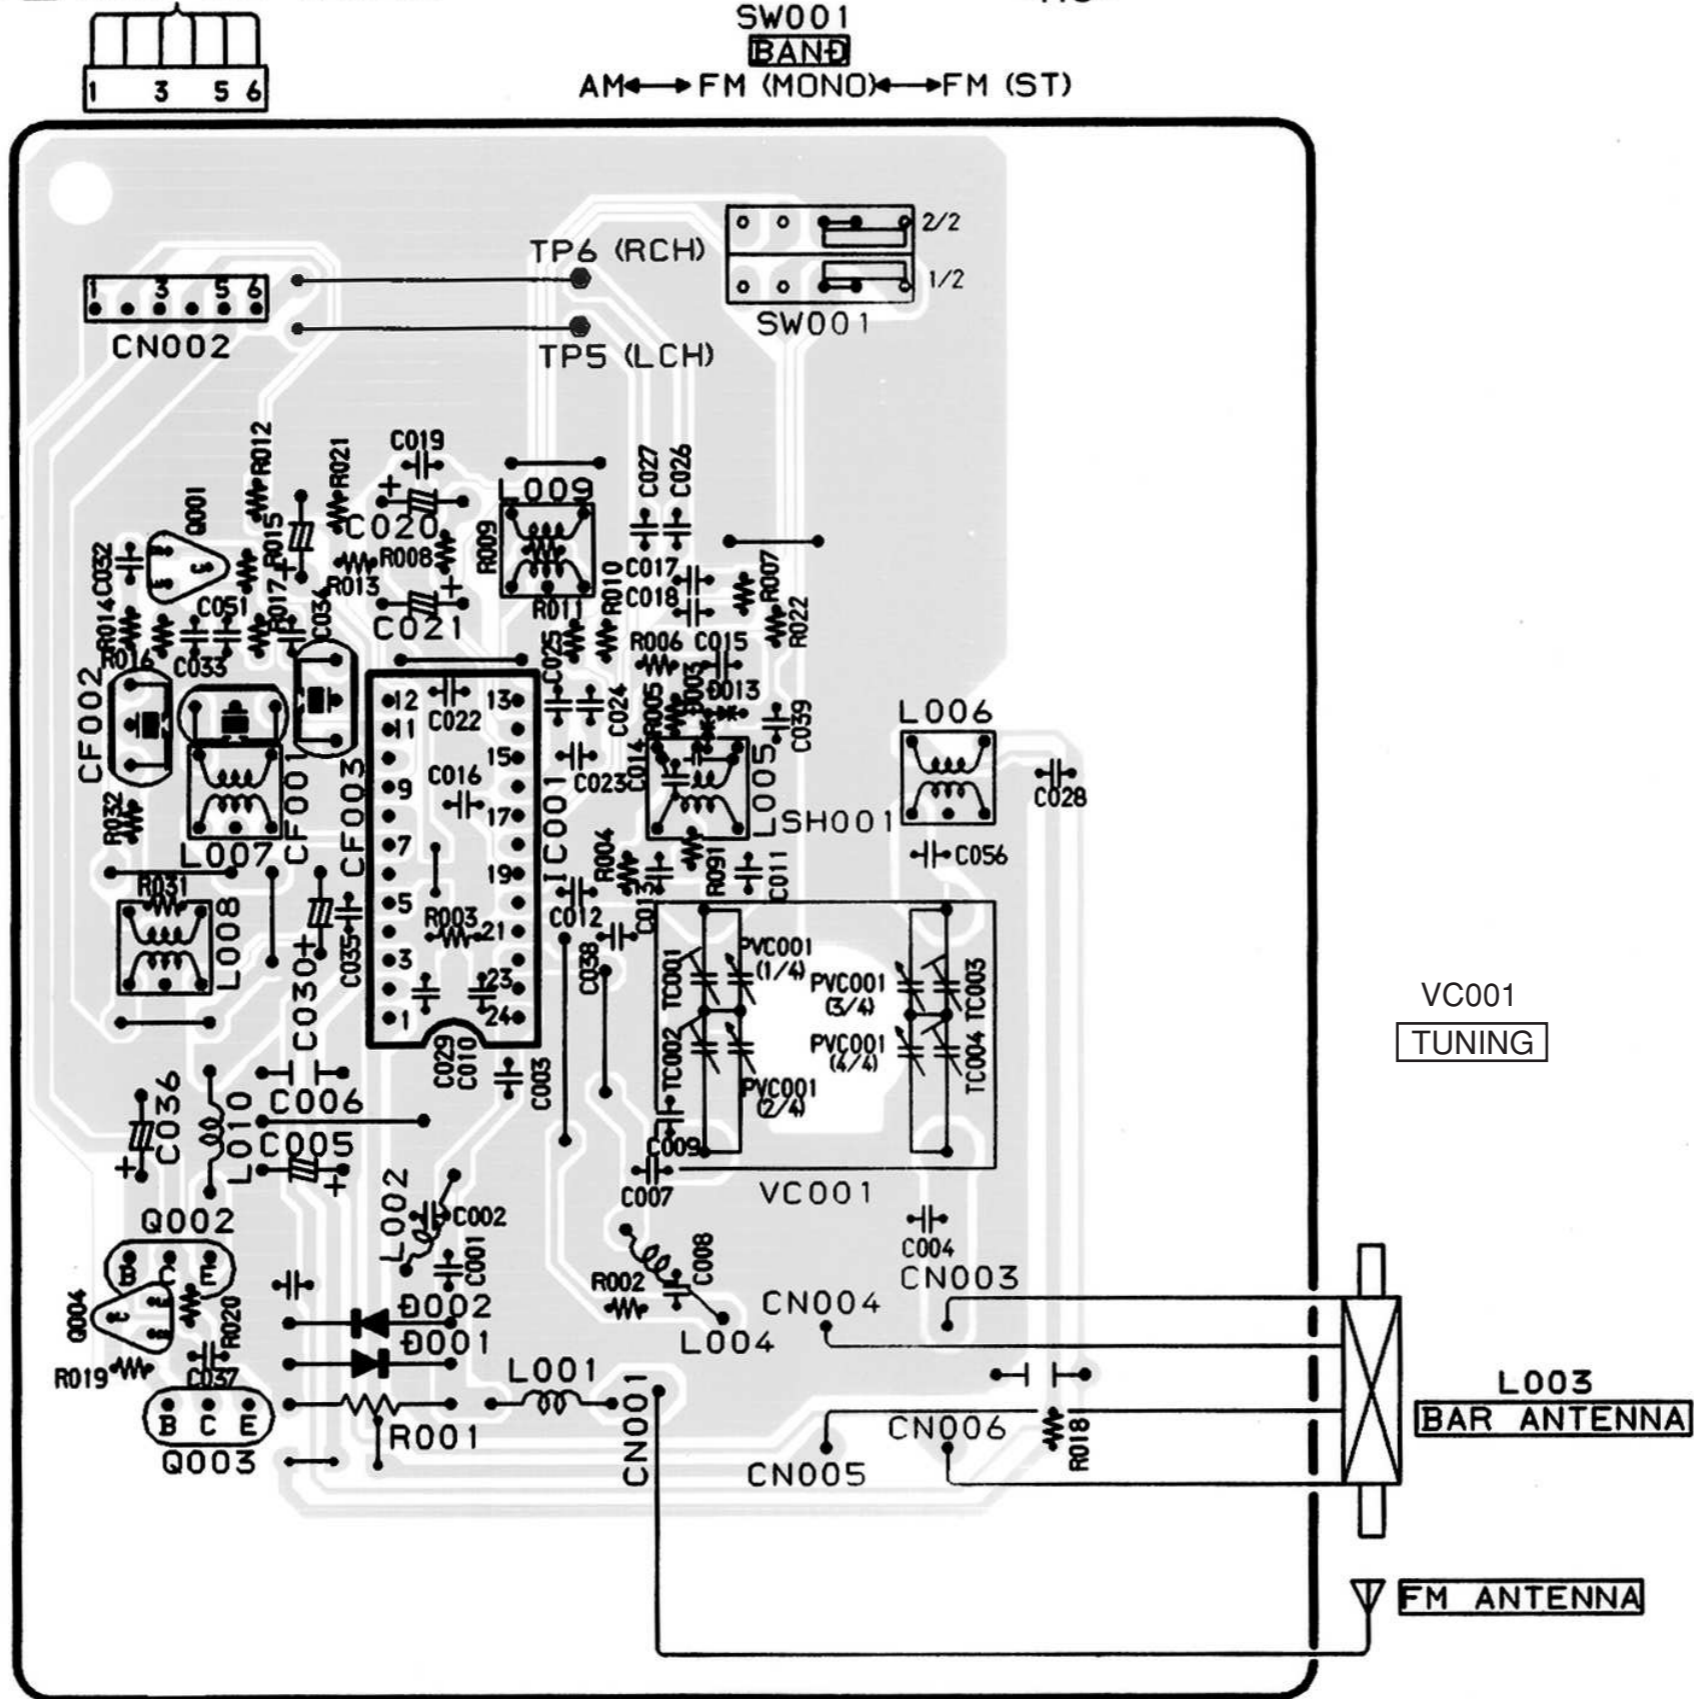 SW001
BAND
AM FM (MONO) FM (ST)
1 3 5 6
2/2
TP6 (RCH)
1 3 5 6
1/2
SW001
CN002
TP5 (LCH)
R012
R021
C019
C027
C026
Q001
+
L009
C020
R015
R009
R008
C032
C017
R007
R013
R010
C018
C034
+
R017
+
C051
R011
R014
C021
R022
R006
C015
R016
C033
C025
CF002
D003
D013
12
13
C022
C024
R005
C039
L006
11
15
C014
C016
C023
9
C028
CF001
CF003
IC001
L005
17
SH001
R032
7
R004
L007
C056
19
R091
C011
R031
C013
5
C012
R003
21
L008
C035
C038
PVC001
(1/4)
TC001
3
C030
+
23
PVC001
(3/4)
TC003
VC001
1
24
PVC001
(4/4)
TC002
TC004
TUNING
C029
C010
C003
C036
C006
PVC001
(2/4)
L010
C005
C009
+
+
C007
VC001
L002
C002
Q002
C004
C001
C008
B C E
CN003
R002
D002
CN004
Q004
C
R020
D001
L004
R019
C037
L001
L003
B C E
CN001
BAR ANTENNA
R001
CN006
R018
Q003
CN005
FM ANTENNA